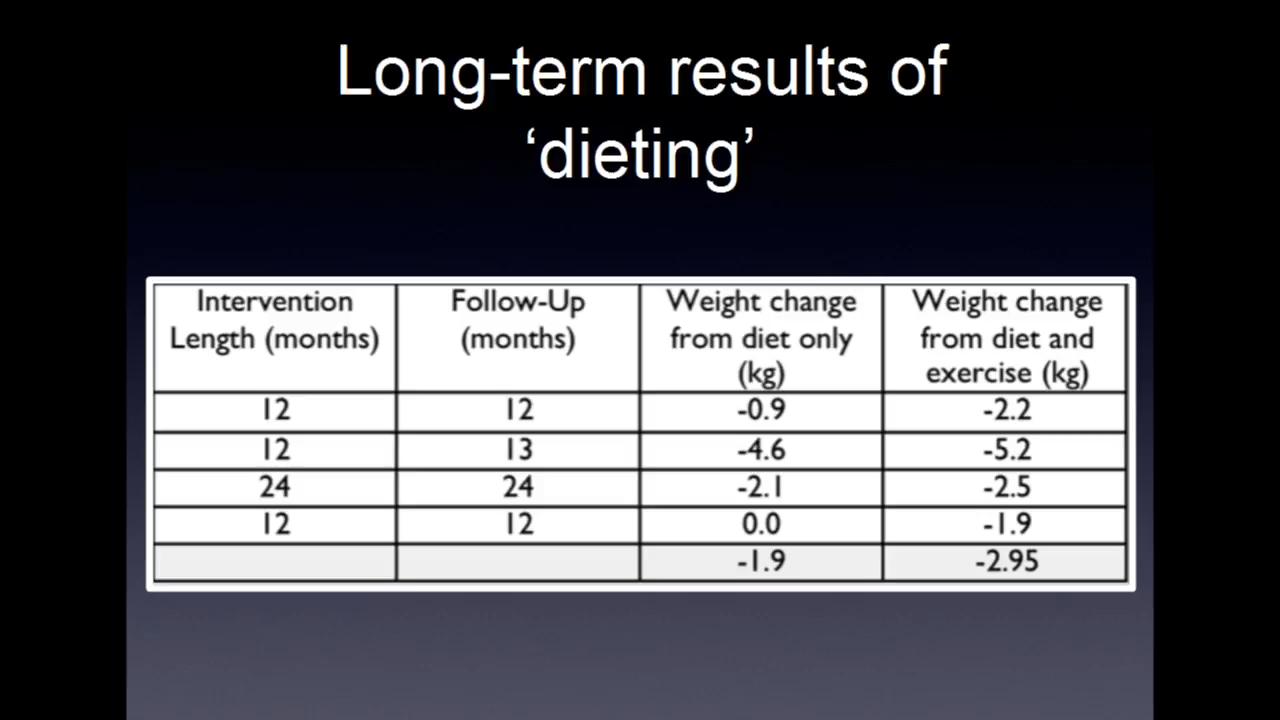 Long-term results of
‘dieting’
Intervention Length (months) Follow-Up (months) Weight change from diet only (kg) Weight change from diet and exercise (kg)
12 12 -0.9 -2.2
12 13 -4.6 -5.2
24 24 -2.1 -2.5
12 12 0.0 -1.9
-1.9 -2.95